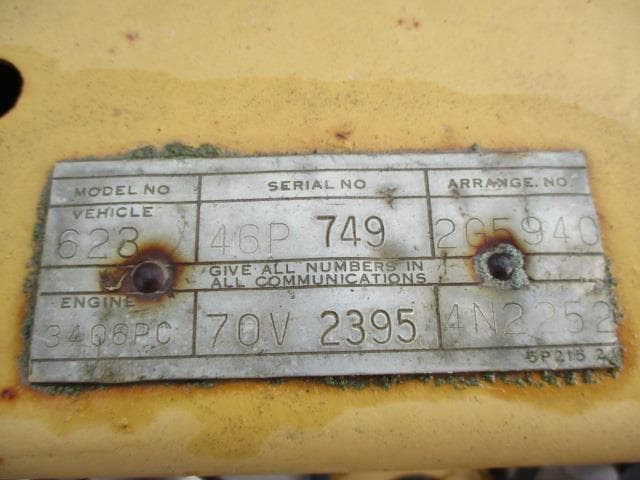 MODEL NO SERIAL NO ARRANGE. NO
VEHICLE
623 46P 749 2G5940
GIVE ALL NUMBERS IN
ALL COMMUNICATIONS
ENGINE
3406PC 70V 2395 4N2252
5P215 2